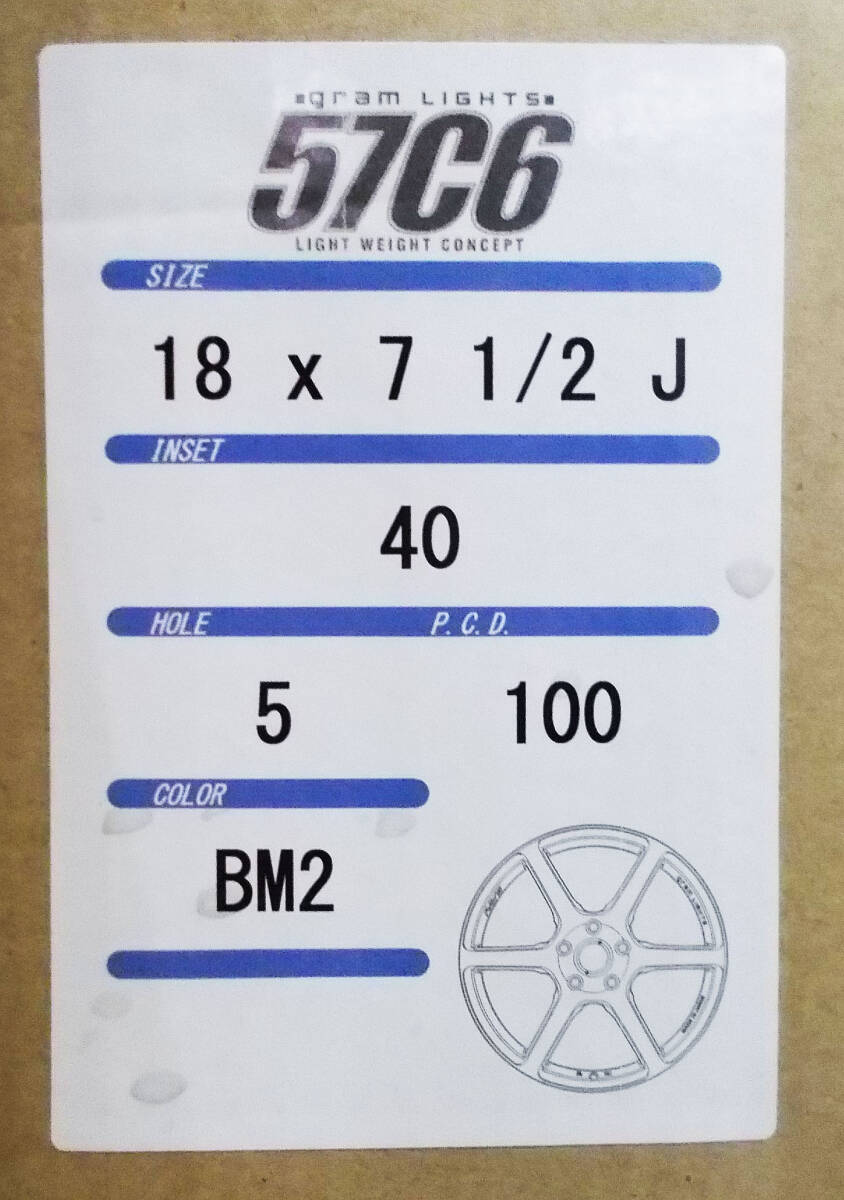 gram LIGHTS
57C6
LIGHT WEIGHT CONCEPT
SIZE
18 x 7 1/2 J
INSET
40
HOLE P.C.D.
5 100
COLOR
BM2